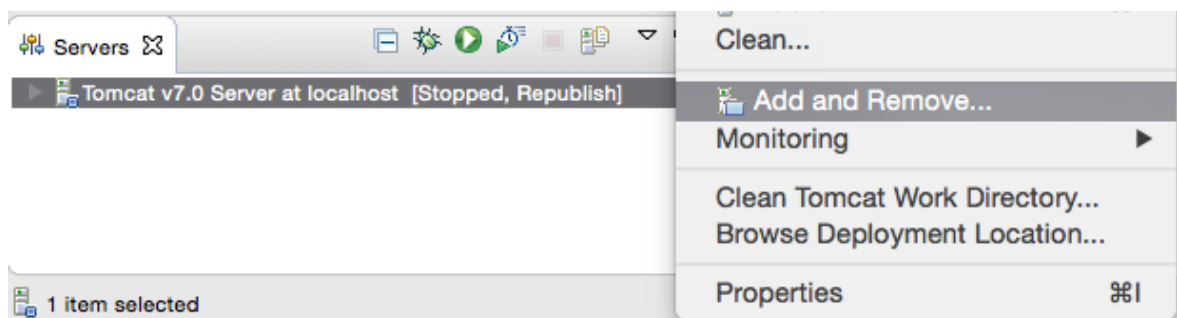 Servers
Tomcat v7.0 Server at localhost [Stopped, Republish]
1 item selected
Clean...
Add and Remove...
Monitoring
Clean Tomcat Work Directory...
Browse Deployment Location...
Properties ⌘I